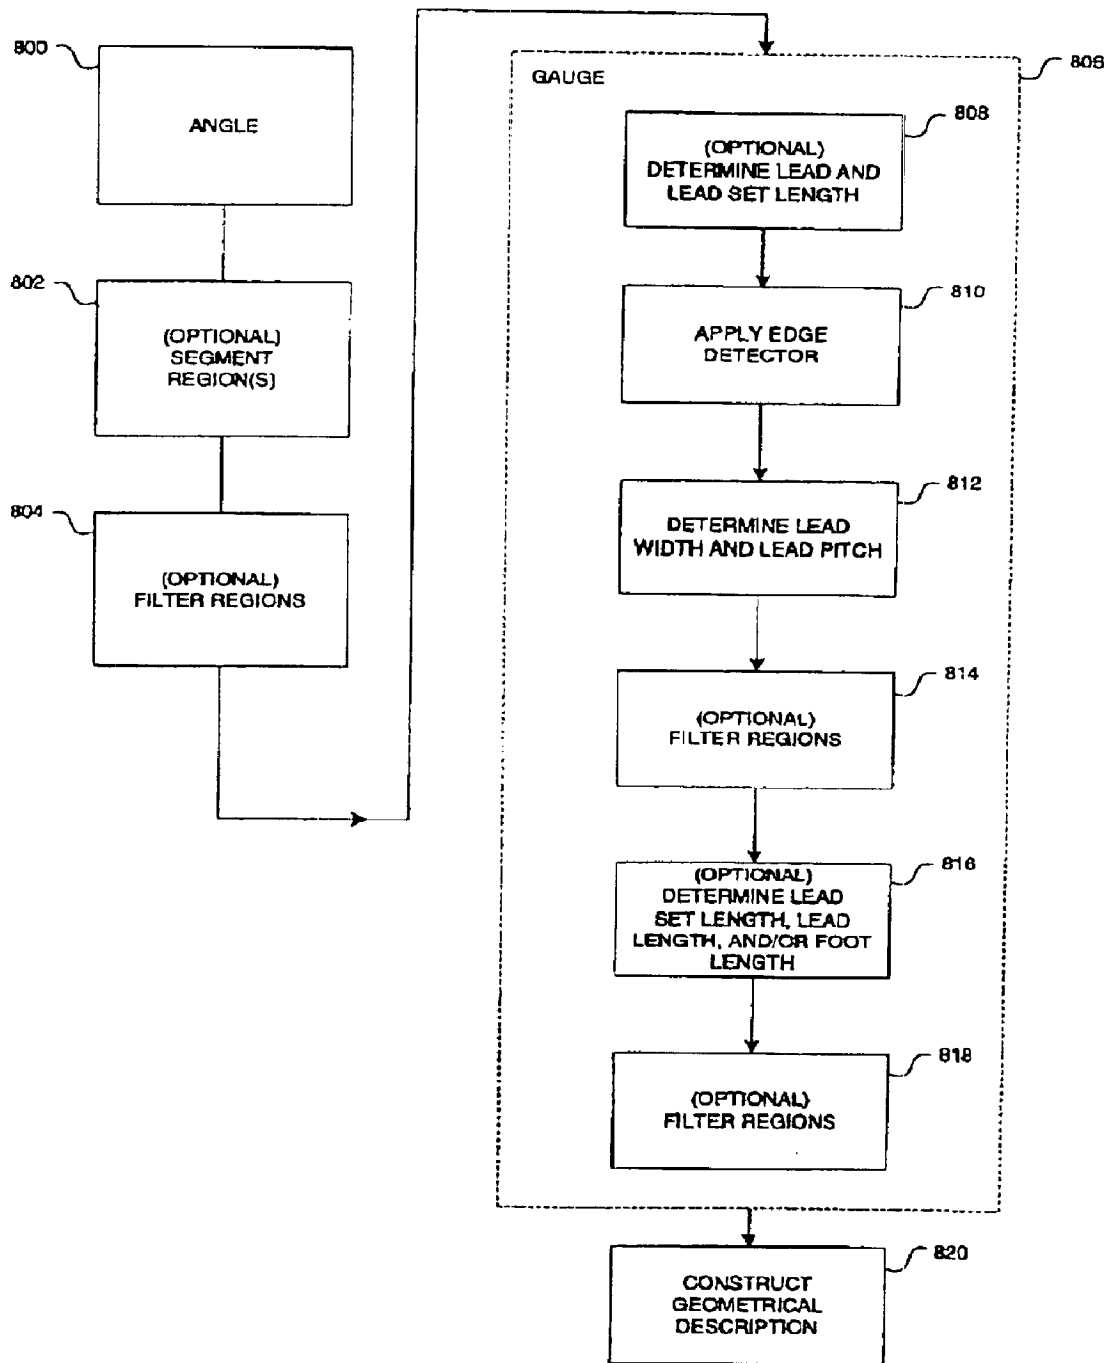 800
ANGLE
802
(OPTIONAL)
SEGMENT
REGION(S)
804
(OPTIONAL)
FILTER REGIONS
806
GAUGE
808
(OPTIONAL)
DETERMINE LEAD AND
LEAD SET LENGTH
810
APPLY EDGE
DETECTOR
812
DETERMINE LEAD
WIDTH AND LEAD PITCH
814
(OPTIONAL)
FILTER REGIONS
816
(OPTIONAL)
DETERMINE LEAD
SET LENGTH, LEAD
LENGTH, AND/OR FOOT
LENGTH
818
(OPTIONAL)
FILTER REGIONS
820
CONSTRUCT
GEOMETRICAL
DESCRIPTION